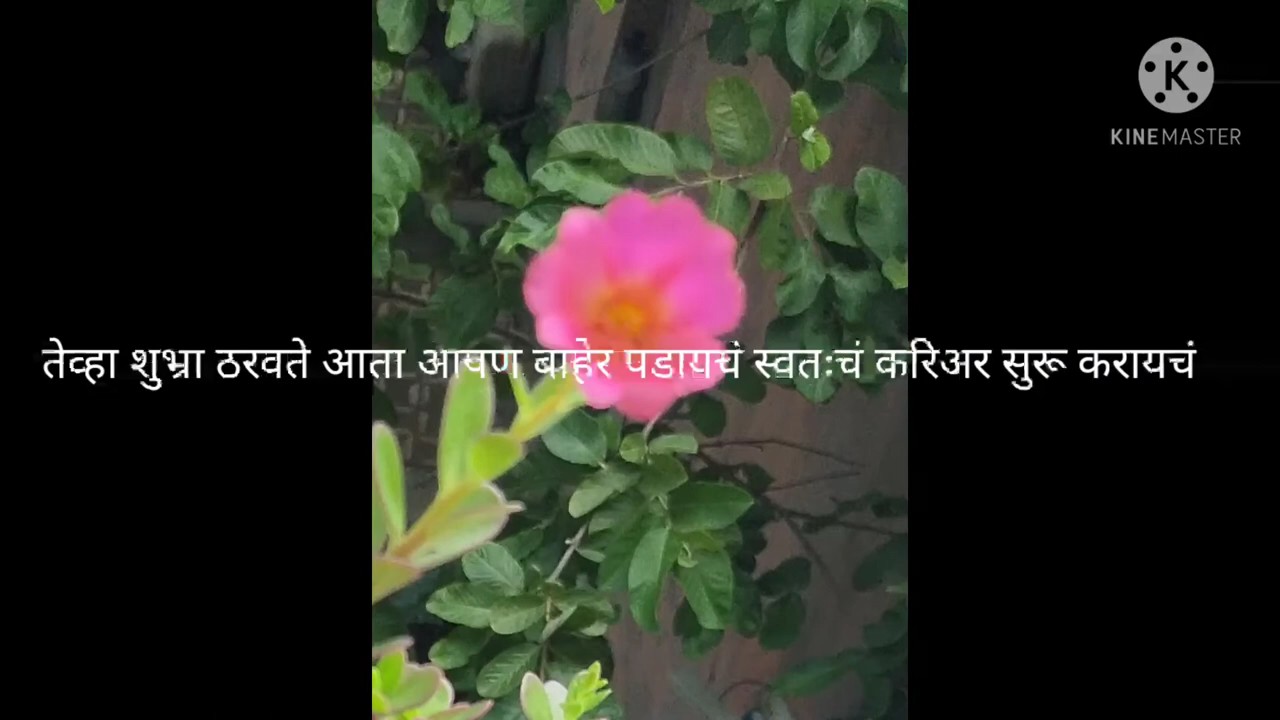 KINEMASTER
तेव्हा शुभ्रा ठरवते आता आपण बाहेर पडायचं स्वतःचं करिअर सुरू करायचं